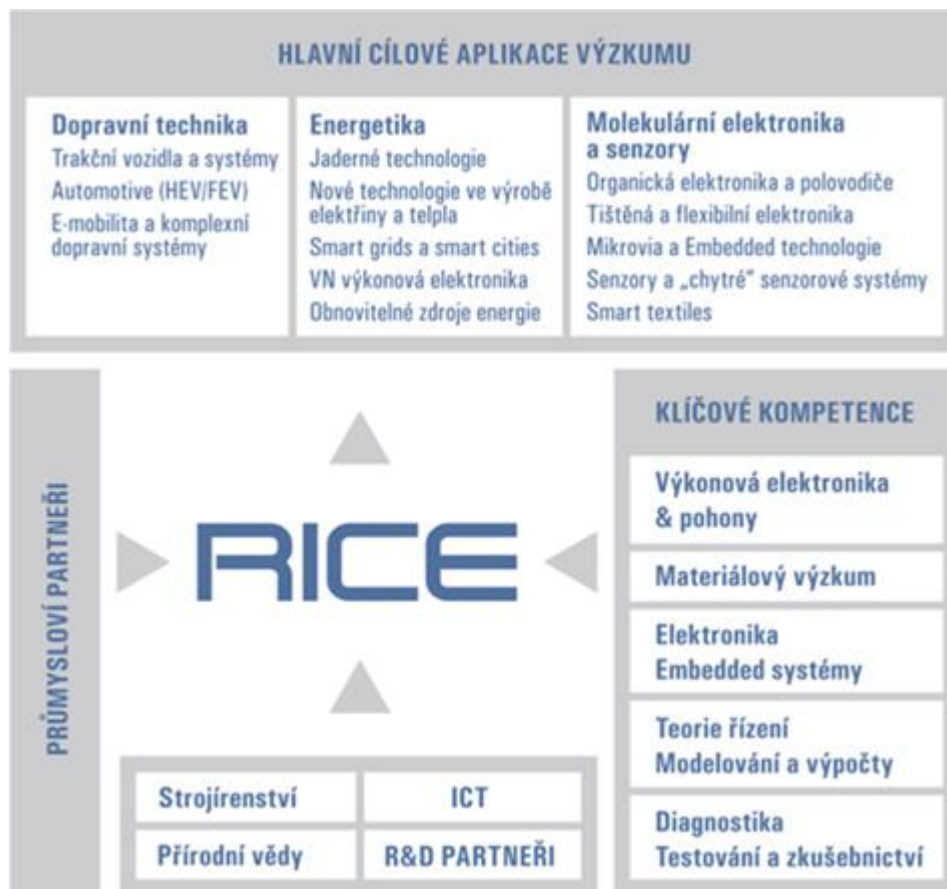 HLAVNÍ CÍLOVÉ APLIKACE VÝZKUMU
Dopravní technika
Trakční vozidla a systémy
Automotive (HEV/FEV)
E-mobilita a komplexní
dopravní systémy
Energetika
Jaderné technologie
Nové technologie ve výrobě
elektřiny a telpla
Smart grids a smart cities
VN výkonová elektronika
Obnovitelné zdroje energie
Molekulární elektronika
a senzory
Organická elektronika a polovodiče
Tištěná a flexibilní elektronika
Mikrovia a Embedded technologie
Senzory a „chytré“ senzorové systémy
Smart textiles
PRŮMYSLOVÍ PARTNEŘI
RICE
KLÍČOVÉ KOMPETENCE
Výkonová elektronika
& pohony
Materiálový výzkum
Elektronika
Embedded systémy
Teorie řízení
Modelování a výpočty
Diagnostika
Testování a zkušebnictví
Strojírenství
ICT
Přírodní vědy
R&D PARTNEŘI